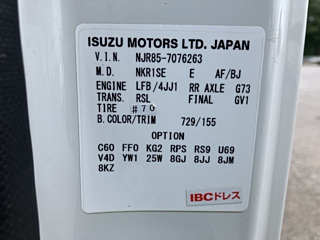 ISUZU MOTORS LTD. JAPAN
V.I.N. NJR85-7076263
M.D. NKR1SE E AF/BJ
ENGINE LFB/4JJ1 RR AXLE G73
TRANS. RSL FINAL GV1
TIRE #70
B.COLOR/TRIM 729/155
OPTION
C60 FF0 KG2 RPS RS9 U69
V4D YW1 25W 8GJ 8JJ 8JM
8KZ
IBCドレス